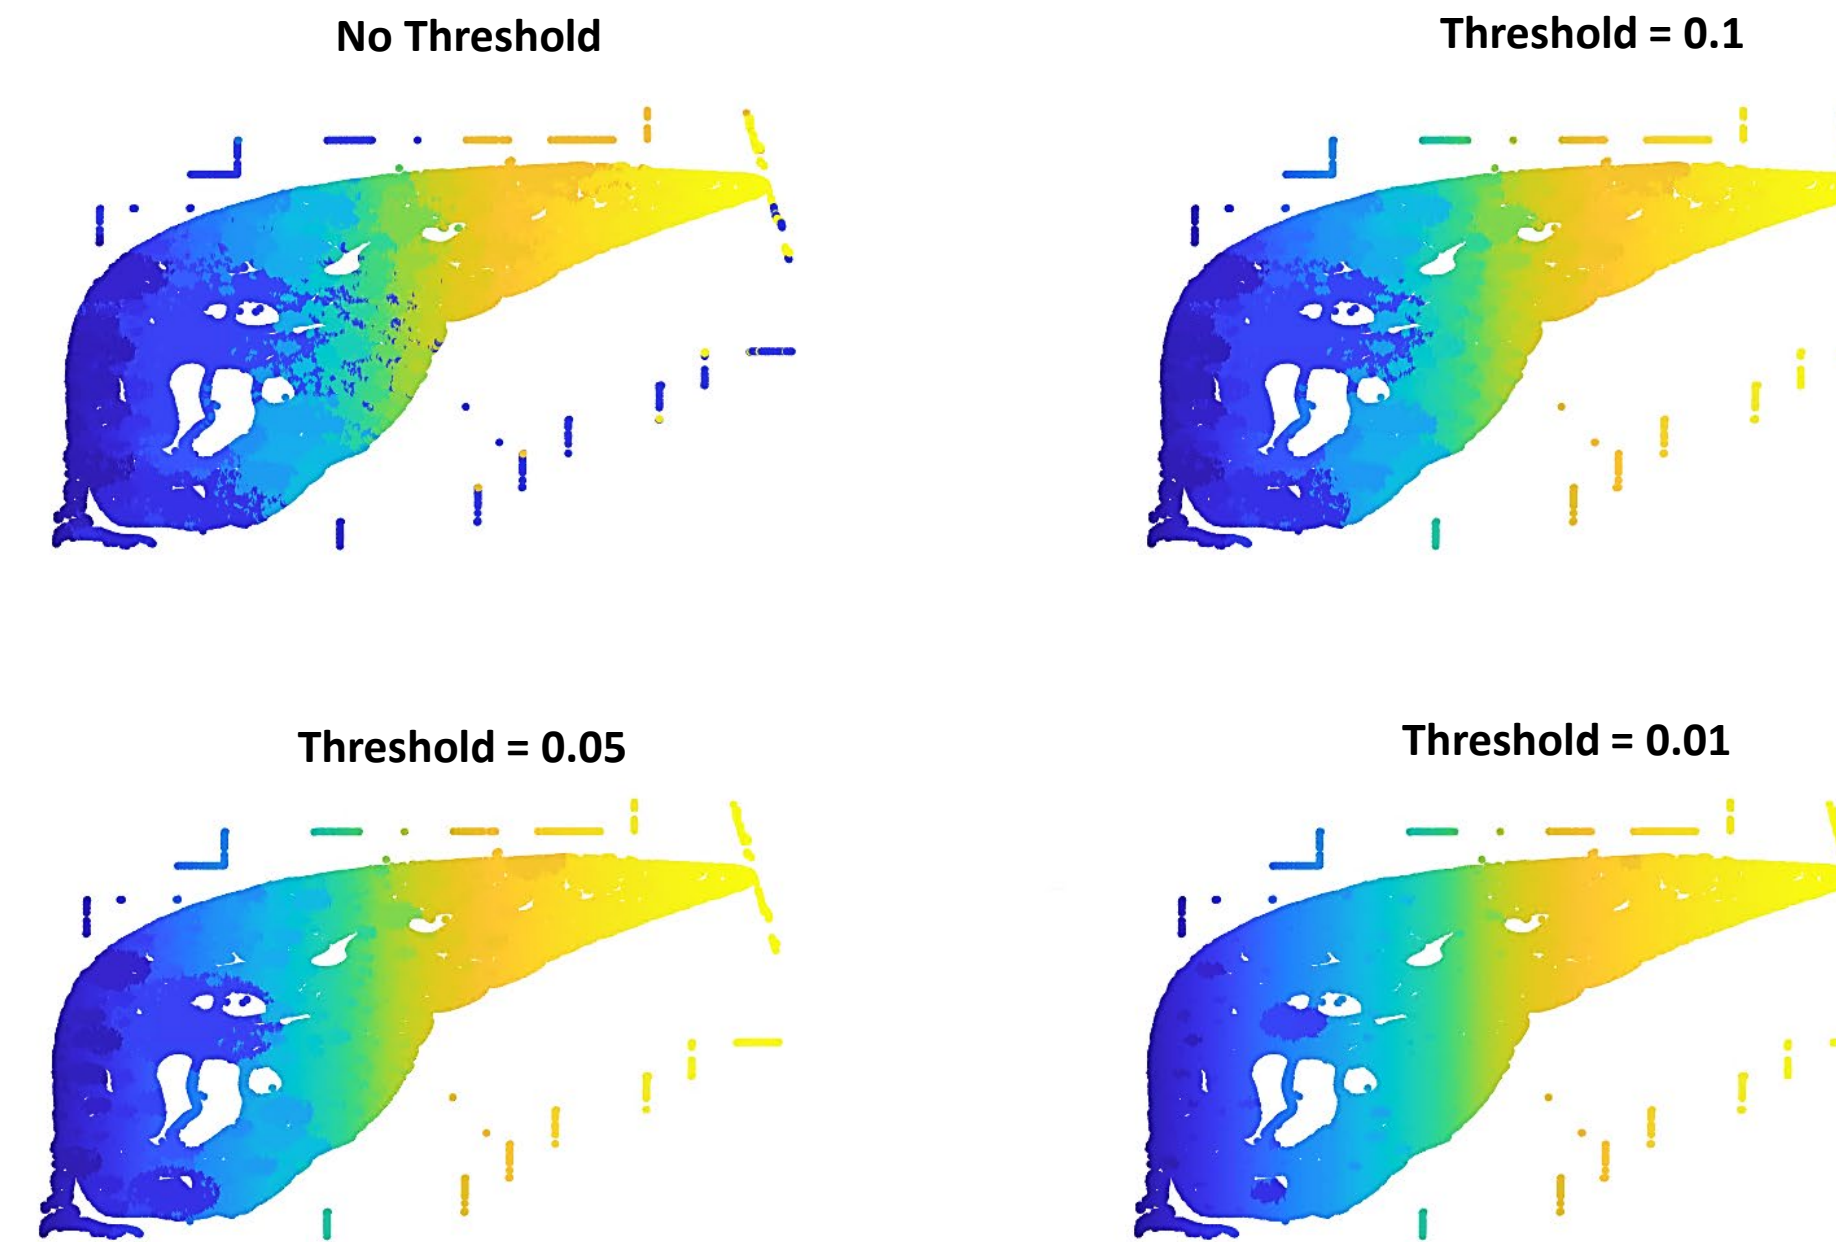 No Threshold
Threshold = 0.1
Threshold = 0.05
Threshold = 0.01